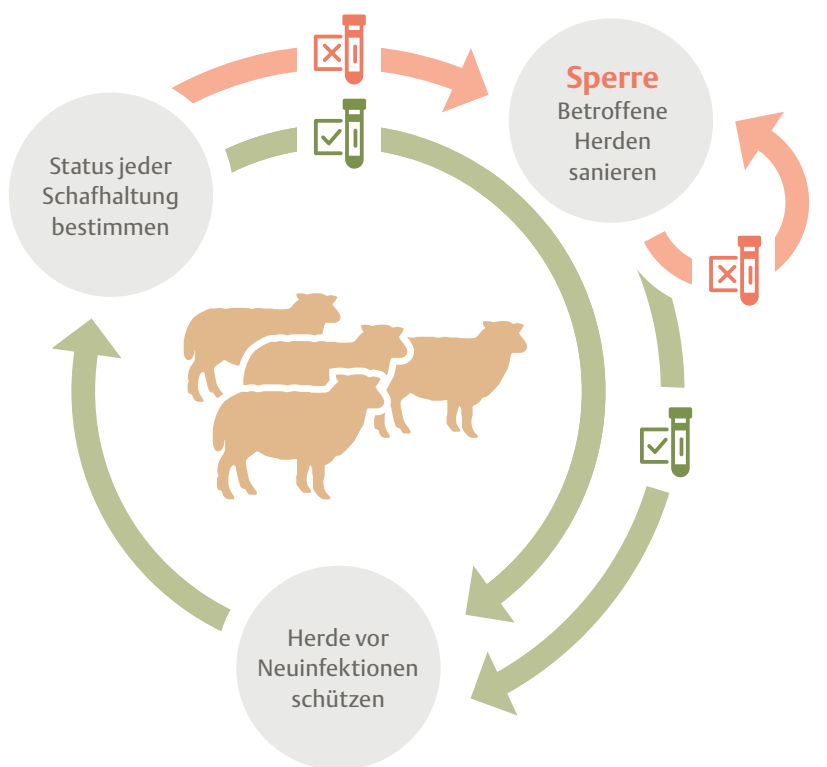 Status jeder
Schafhaltung
bestimmen
Sperre
Betroffene
Herden
sanieren
Herde vor
Neuinfektionen
schützen